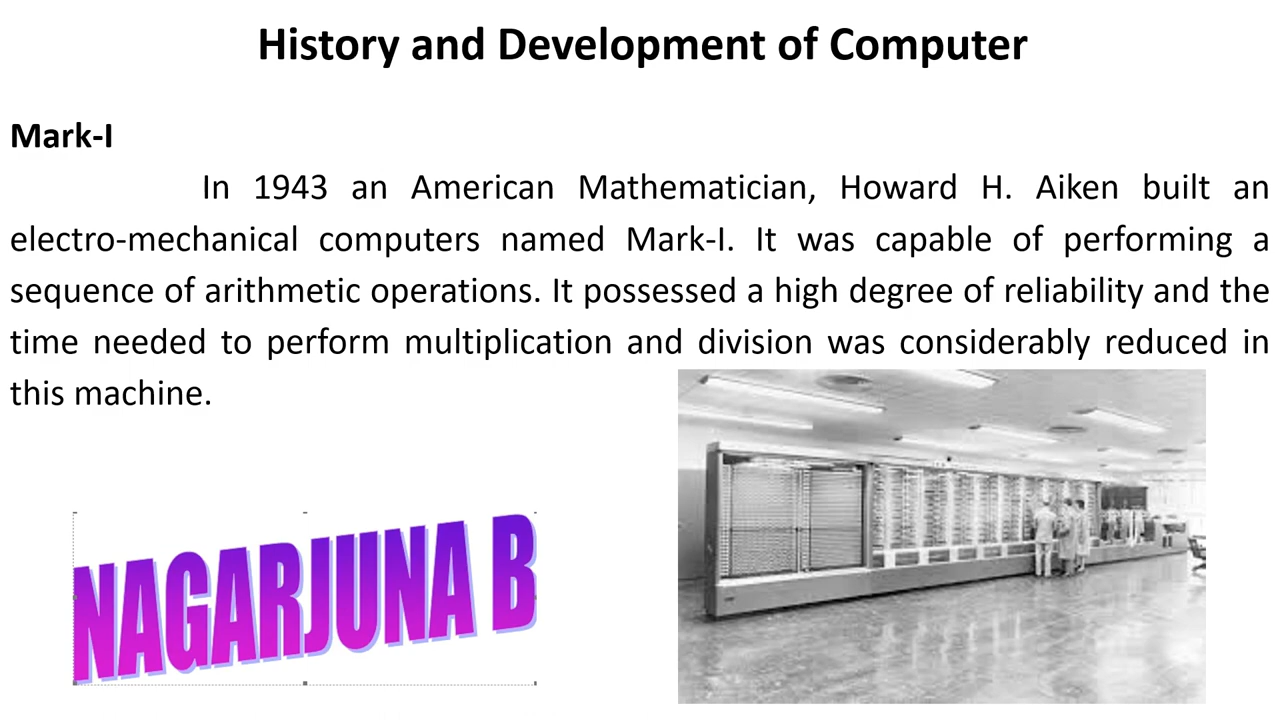 History and Development of Computer
Mark-I
In 1943 an American Mathematician, Howard H. Aiken built an
electro-mechanical computers named Mark-I. It was capable of performing a
sequence of arithmetic operations. It possessed a high degree of reliability and the
time needed to perform multiplication and division was considerably reduced in
this machine.
NAGARJUNA B